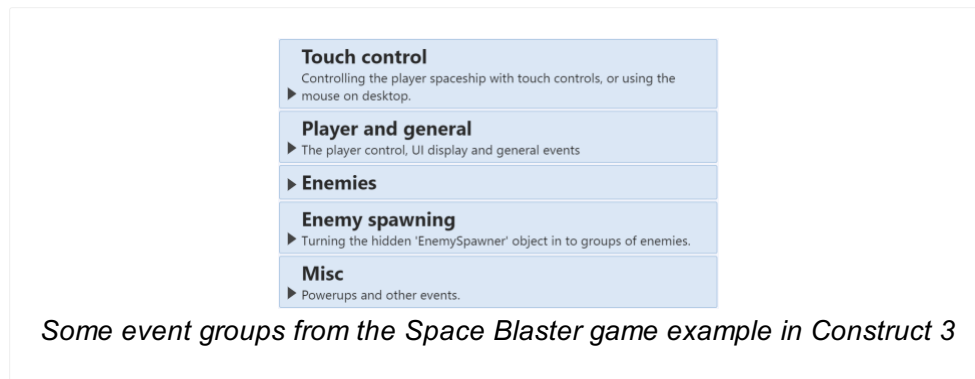 Touch control
Controlling the player spaceship with touch controls, or using the
mouse on desktop.
Player and general
The player control, UI display and general events
Enemies
Enemy spawning
Turning the hidden 'EnemySpawner' object in to groups of enemies.
Misc
Powerups and other events.
Some event groups from the Space Blaster game example in Construct 3